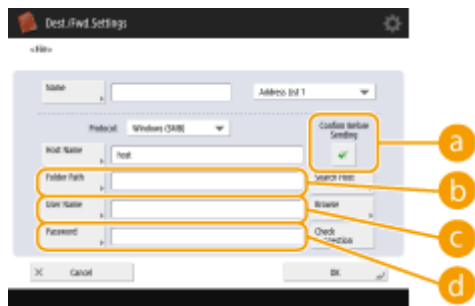 Dest./Fwd.Settings
<File>
Name
Address List 1
Protocol: Windows (SMB)
Confirm Before
Sending
a
Host Name
host
Folder Path
Search Host
b
User Name
Browse
c
Password
Check
Connection
d
Cancel
OK